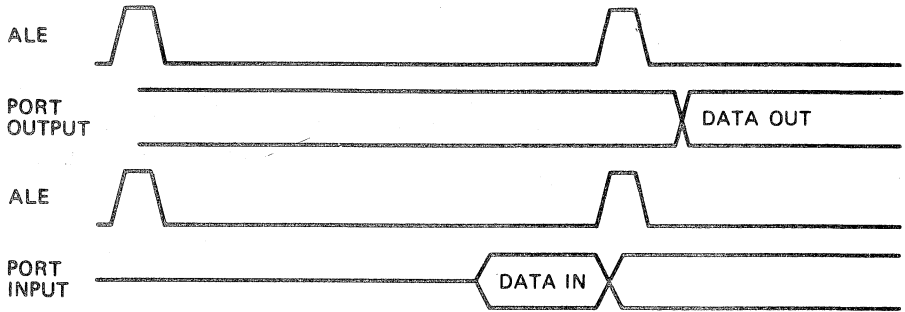 ALE
PORT
OUTPUT
DATA OUT
ALE
PORT
INPUT
DATA IN